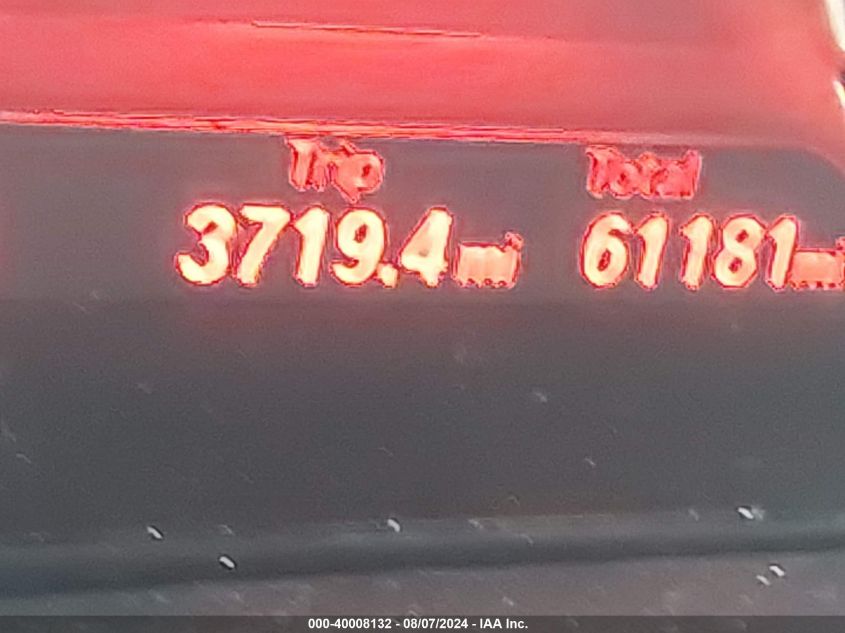 Trip Total
3719.4 mi 61181 mi
000-40008132 - 08/07/2024 - IAA Inc.